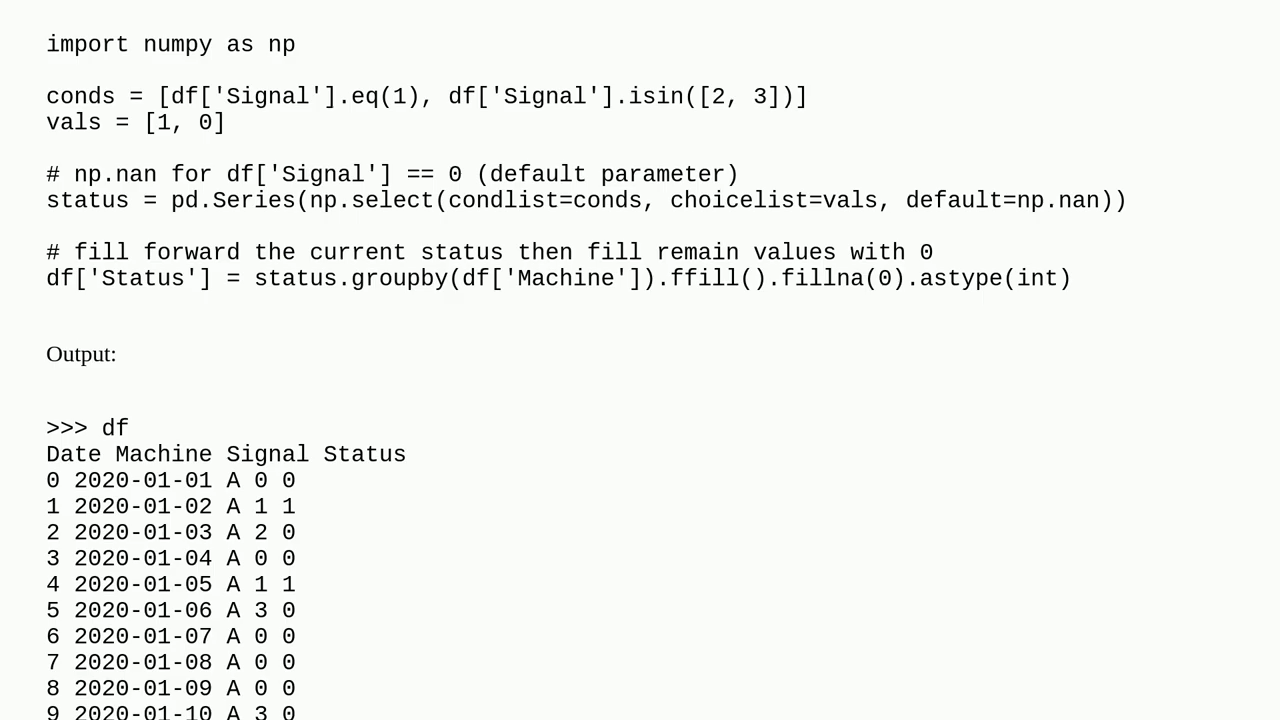 import numpy as np
conds = [df['Signal'].eq(1), df['Signal'].isin([2, 3])]
vals = [1, 0]
# np.nan for df['Signal'] == 0 (default parameter)
status = pd.Series(np.select(condlist=conds, choicelist=vals, default=np.nan))
# fill forward the current status then fill remain values with 0
df['Status'] = status.groupby(df['Machine']).ffill().fillna(0).astype(int)
Output:
>>> df
Date Machine Signal Status
0 2020-01-01 A 0 0
1 2020-01-02 A 1 1
2 2020-01-03 A 2 0
3 2020-01-04 A 0 0
4 2020-01-05 A 1 1
5 2020-01-06 A 3 0
6 2020-01-07 A 0 0
7 2020-01-08 A 0 0
8 2020-01-09 A 0 0
9 2020-01-10 A 3 0